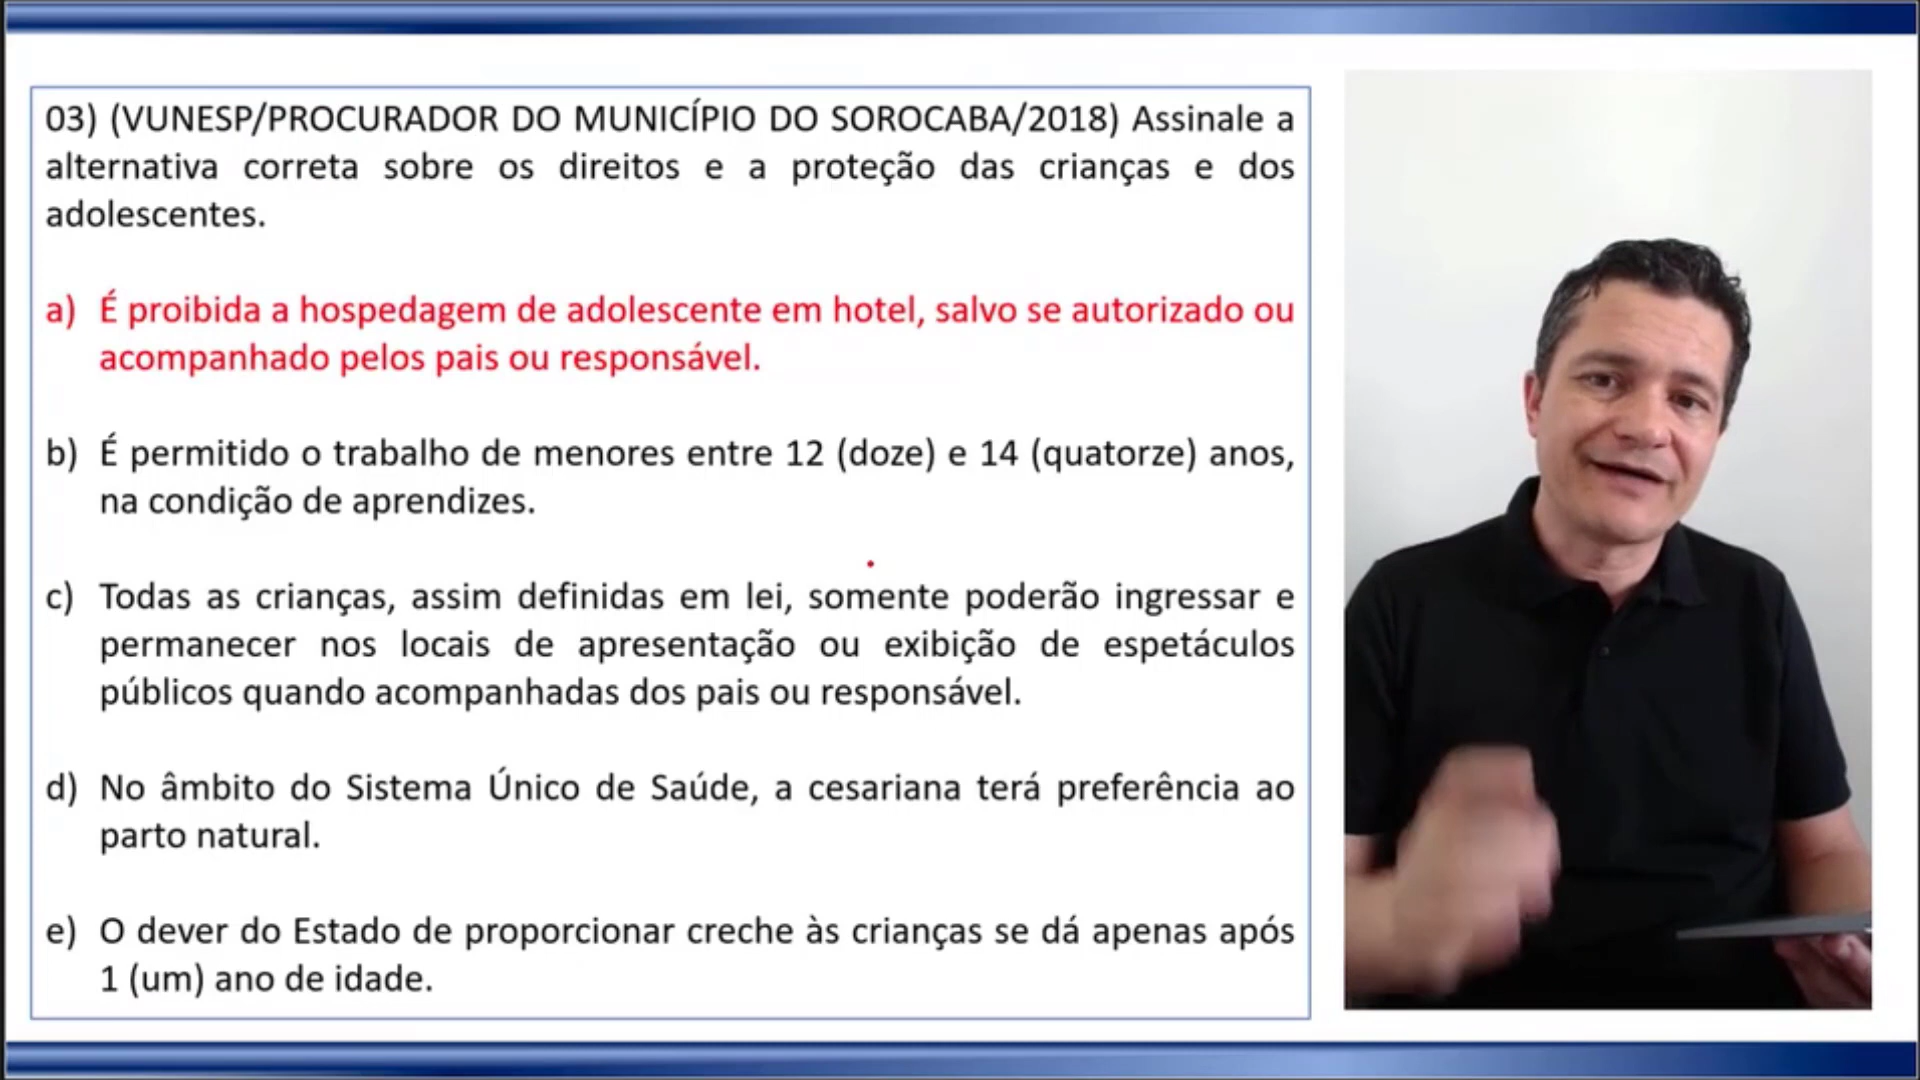 03) (VUNESP/PROCURADOR DO MUNICÍPIO DO SOROCABA/2018) Assinale a
alternativa correta sobre os direitos e a proteção das crianças e dos
adolescentes.
a) É proibida a hospedagem de adolescente em hotel, salvo se autorizado ou
acompanhado pelos pais ou responsável.
b) É permitido o trabalho de menores entre 12 (doze) e 14 (quatorze) anos,
na condição de aprendizes.
c) Todas as crianças, assim definidas em lei, somente poderão ingressar e
permanecer nos locais de apresentação ou exibição de espetáculos
públicos quando acompanhadas dos pais ou responsável.
d) No âmbito do Sistema Único de Saúde, a cesariana terá preferência ao
parto natural.
e) O dever do Estado de proporcionar creche às crianças se dá apenas após
1 (um) ano de idade.